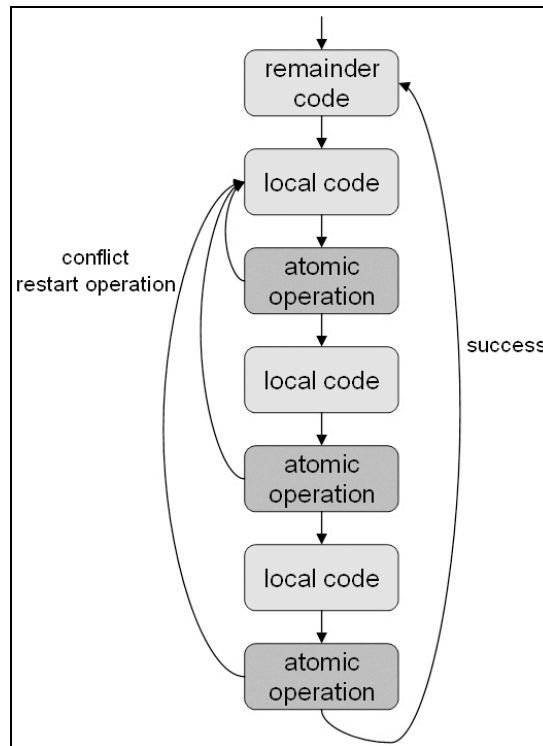 remainder
code
local code
conflict
restart operation
atomic
operation
local code
success
atomic
operation
local code
atomic
operation